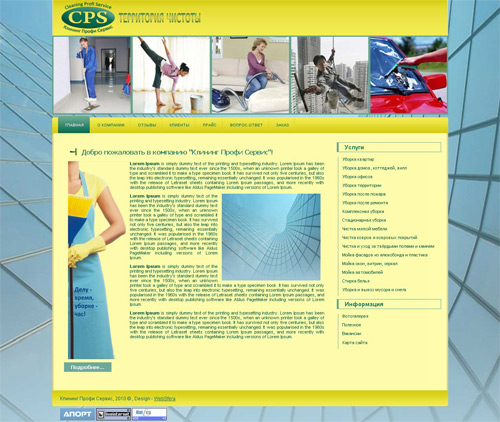 Cleaning Profi Service
CPS
Клининг Профи Сервис
ТЕРРИТОРИЯ ЧИСТОТЫ
ГЛАВНАЯ О КОМПАНИИ ОТЗЫВЫ КЛИЕНТЫ ПРАЙС ВОПРОС ОТВЕТ ЗАКАЗ
Добро пожаловать в компанию "Клининг Профи Сервис"!
Lorem Ipsum is simply dummy text of the printing and typesetting industry. Lorem Ipsum has been
the industry's standard dummy text ever since the 1500s, when an unknown printer took a galley of
type and scrambled it to make a type specimen book. It has survived not only five centuries, but also
the leap into electronic typesetting, remaining essentially unchanged. It was popularised in the 1960s
with the release of Letraset sheets containing Lorem Ipsum passages, and more recently with
desktop publishing software like Aldus PageMaker including versions of Lorem Ipsum.
Lorem Ipsum is simply dummy text
of the printing and typesetting industry.
Lorem Ipsum has been the industry's
standard dummy text ever since the
1500s, when an unknown printer took a
galley of type and scrambled it to make
a type specimen book. It has survived
not only five centuries, but also the leap
into electronic typesetting, remaining
essentially unchanged. It was
popularised in the 1960s with the
release of Letraset sheets containing
Lorem Ipsum passages, and more
recently with desktop publishing
software like Aldus PageMaker
including versions of Lorem Ipsum.
Lorem Ipsum is simply dummy text
of the printing and typesetting industry.
Lorem Ipsum has been the industry's
standard dummy text ever since the 1500s, when an unknown printer took a galley of type and
scrambled it to make a type specimen book. It has survived not only five centuries, but also the leap
into electronic typesetting, remaining essentially unchanged. It was popularised in the 1960s with the
release of Letraset sheets containing Lorem Ipsum passages, and more recently with desktop
publishing software like Aldus PageMaker including versions of Lorem Ipsum.
Lorem Ipsum is simply dummy text of the printing and typesetting industry. Lorem Ipsum has been
the industry's standard dummy text ever since the 1500s, when an unknown printer took a galley of
type and scrambled it to make a type specimen book. It has survived not only five centuries, but also
the leap into electronic typesetting, remaining essentially unchanged. It was popularised in the 1960s
with the release of Letraset sheets containing Lorem Ipsum passages, and more recently with
desktop publishing software like Aldus PageMaker including versions of Lorem Ipsum.
Делу -
время,
уборке -
час!
Подробнее...
Услуги
Уборка квартир
Уборка домов, коттеджей, вилл
Уборка офисов
Уборка территории
Уборка после пожара
Уборка после ремонта
Комплексная уборка
Стационарная уборка
Чистка мягкой мебели
Чистка ковров и ковровых покрытий
Чистка и уход за твёрдыми полами и камнем
Мойка фасадов из алюкобонда и пластика
Мойка окон, витрин, зеркал
Мойка автомобилей
Стирка белья
Уборка и вывоз мусора и снега
Информация
Фотогалерея
Полезное
Вакансии
Карта сайта
Клининг Профи Сервис, 2010 ©, Design -
АПОРТ